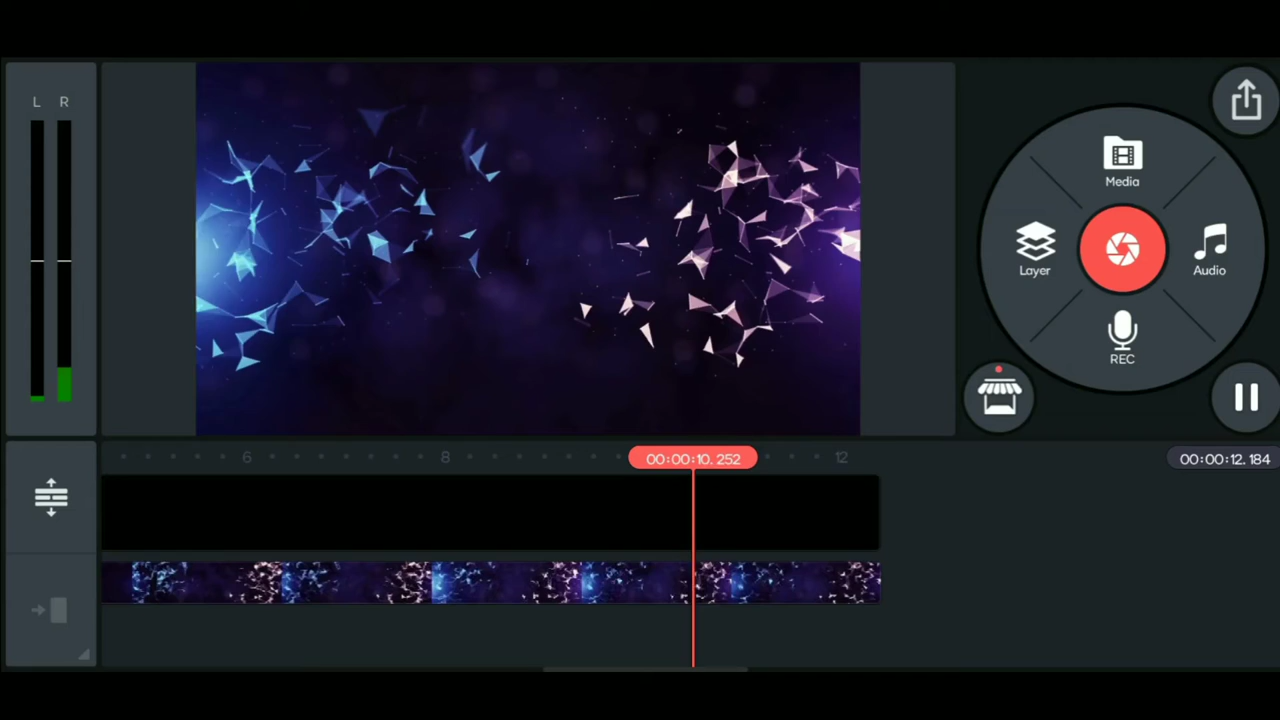 L R
Media
Layer
Audio
REC
6
8
00:00:10.252
12
00:00:12.184